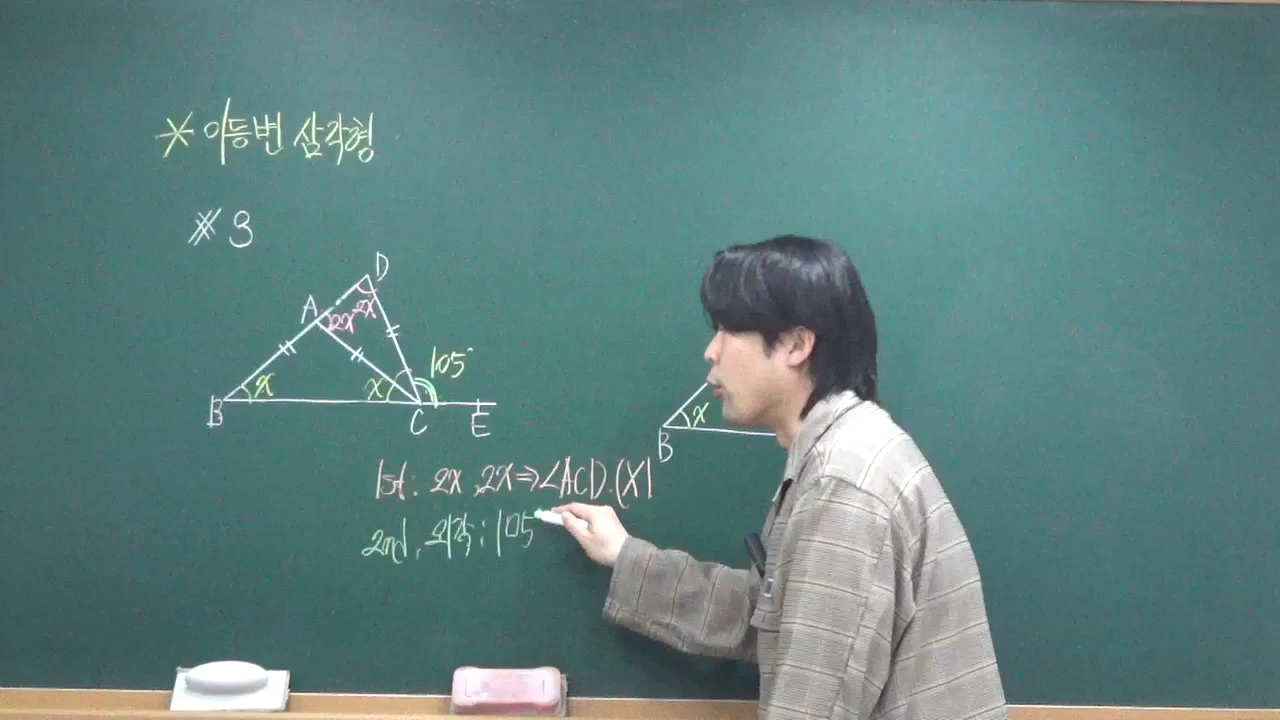 * 이등변 삼각형
# 3
D
A
2x 2x
105°
x x x
B C E B
1st : 2x, 2x ⇒ ∠ACD.(X)
2nd, 외각 : 105°